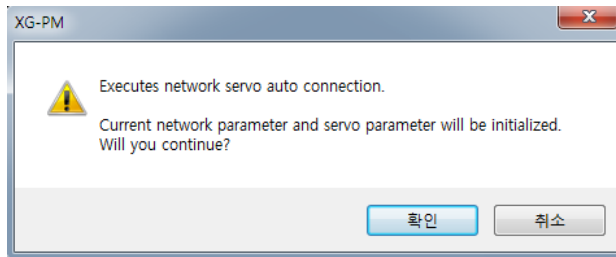 XG-PM
Executes network servo auto connection.
Current network parameter and servo parameter will be initialized.
Will you continue?
확인
취소